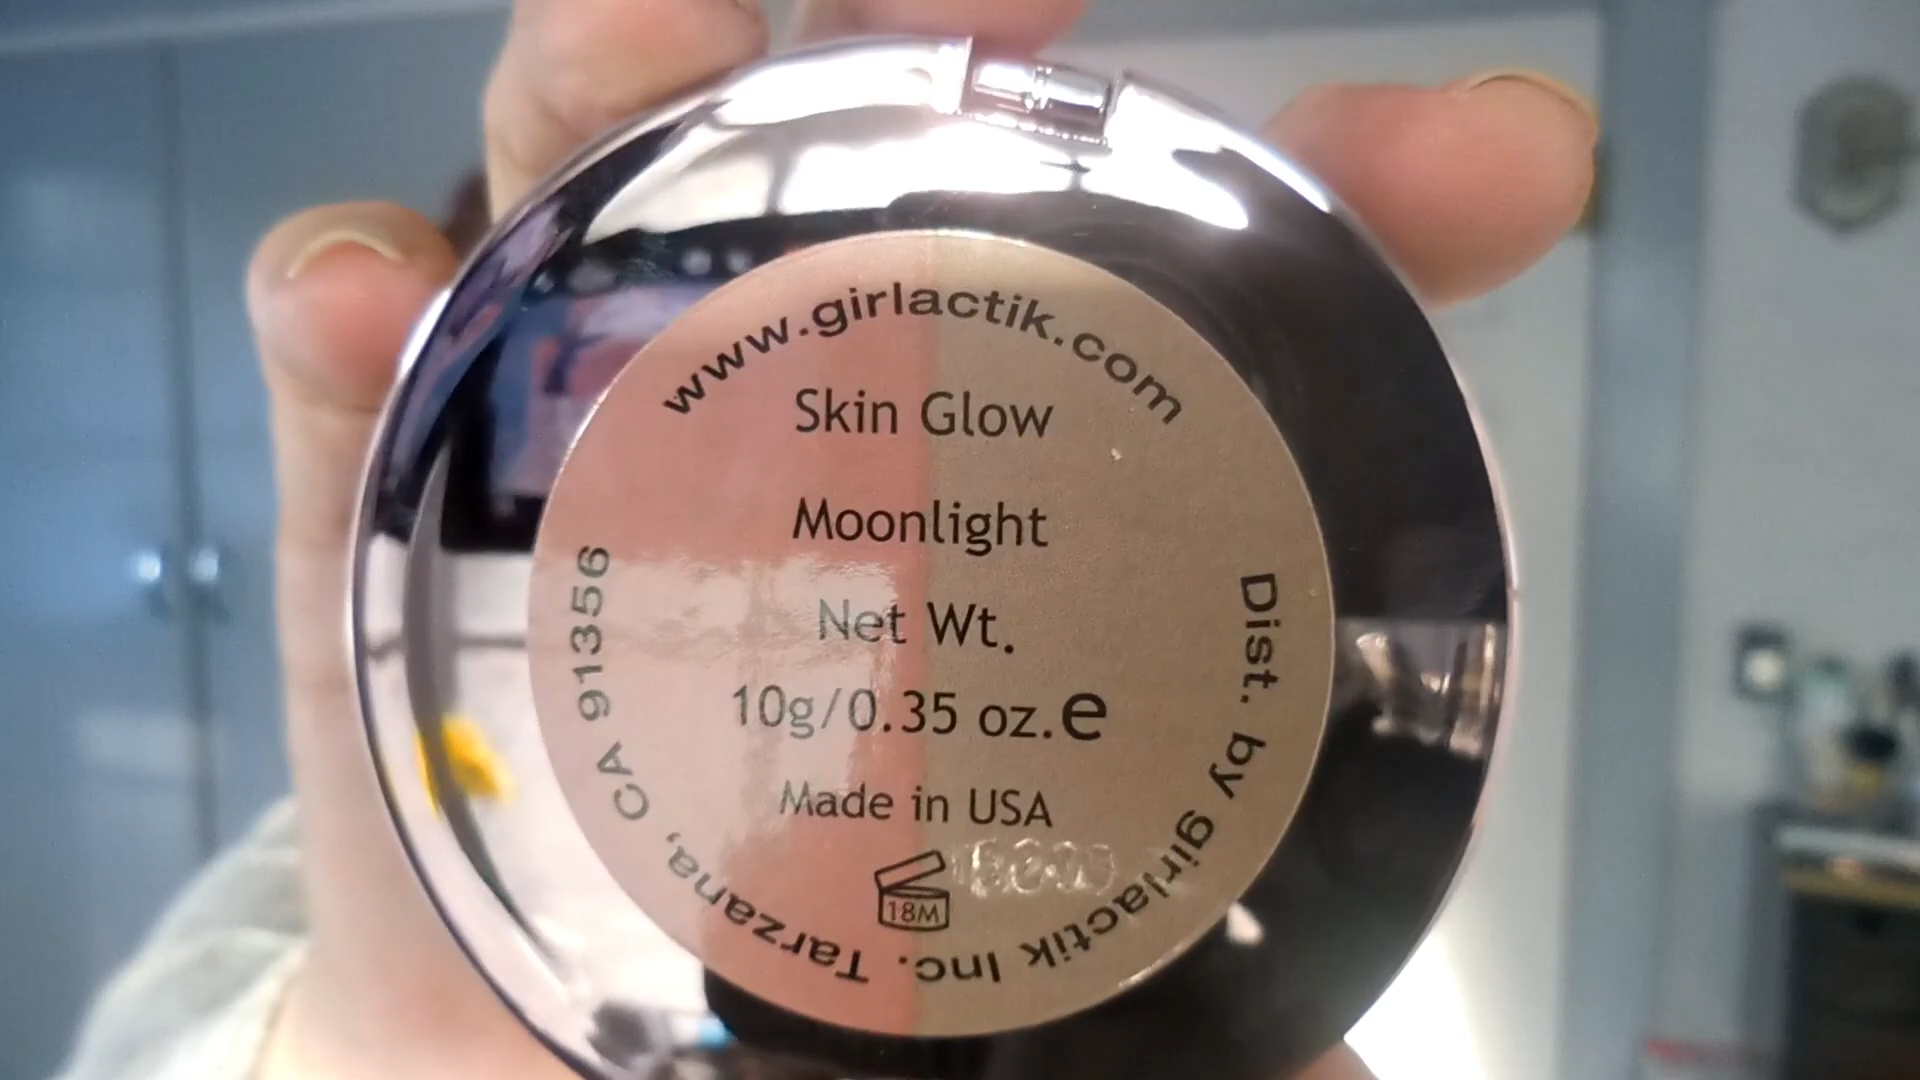 www.girlactik.com
Skin Glow
Moonlight
Net Wt.
10g/0.35 oz.e
Made in USA
18M
Dist. by girlactik Inc. Tarzana, CA 91356